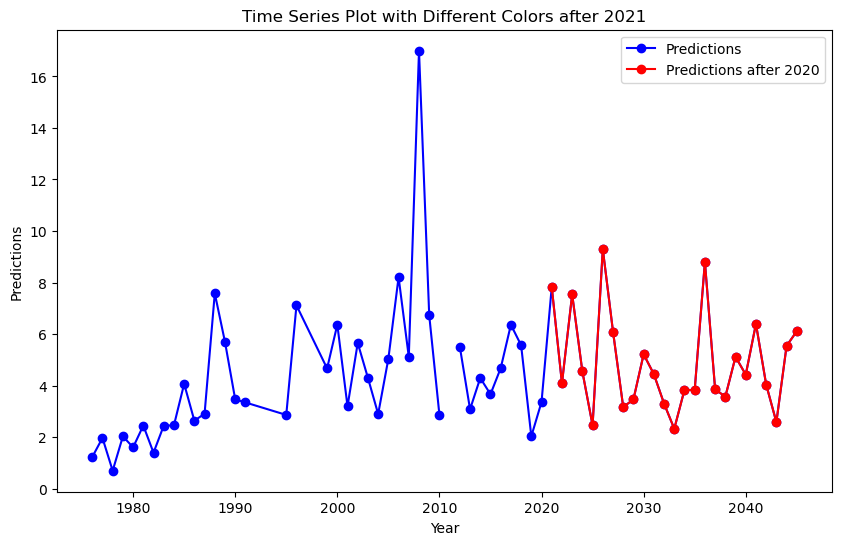 Time Series Plot with Different Colors after 2021
Predictions
Predictions after 2020
Predictions
16
14
12
10
8
6
4
2
0
1980 1990 2000 2010 2020 2030 2040
Year